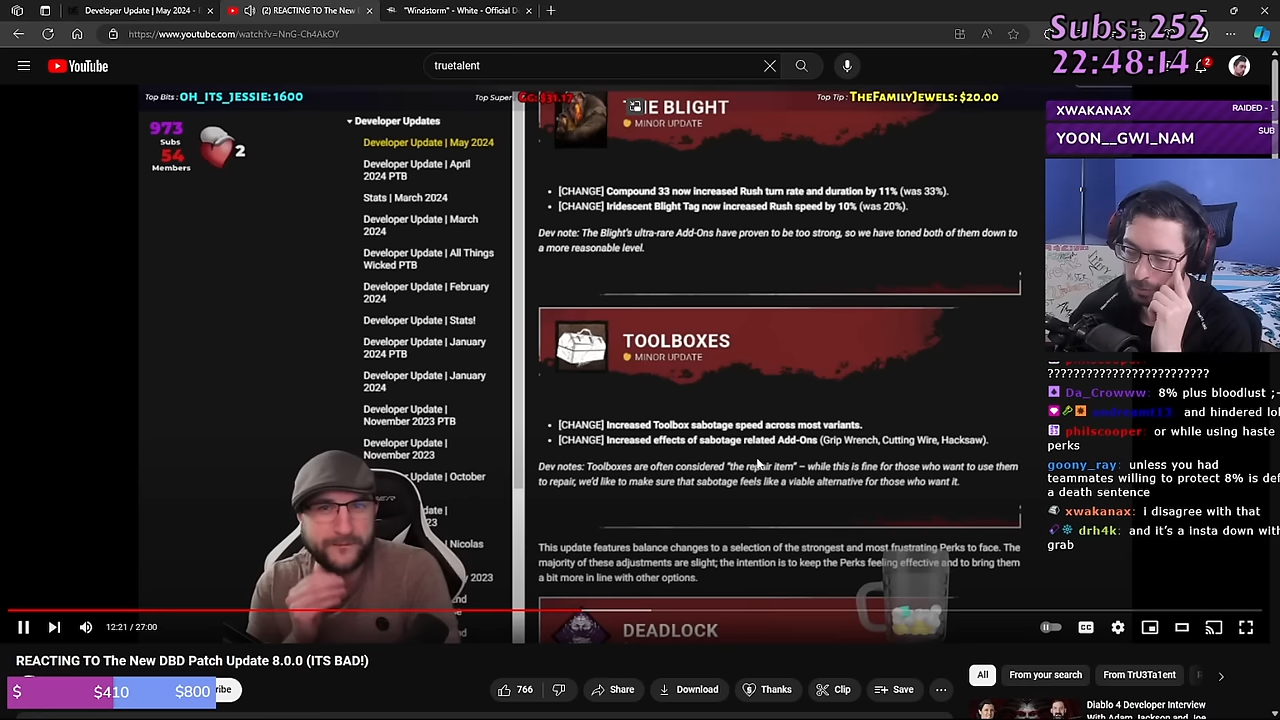 Developer Update | May 2024 -
(2) REACTING TO The New
"Windstorm" - White - Official D
https://www.youtube.com/watch?v=NnG-Ch4AkOY
Subs: 252
22:48:14
YouTube
truetalent
2
XWAKANAX
RAIDED - 1
YOON__GWI_NAM
SUB
Top Bits: OH_ITS_JESSIE: 1600
Top Super
Top Tip: THEFAMILYJEWELS: $20.00
973
Subs
54
Members
2
Developer Updates
Developer Update | May 2024
Developer Update | April
2024 PTB
Stats | March 2024
Developer Update | March
2024
Developer Update | All Things
Wicked PTB
Developer Update | February
2024
Developer Update | Stats!
Developer Update | January
2024 PTB
Developer Update | January
2024
Developer Update |
November 2023 PTB
Developer Update |
November 2023
Update | October
Nicolas
2023
BLIGHT
MINOR UPDATE
• [CHANGE] Compound 33 now increased Rush turn rate and duration by 11% (was 33%).
• [CHANGE] Iridescent Blight Tag now increased Rush speed by 10% (was 20%).
Dev note: The Blight's ultra-rare Add-Ons have proven to be too strong, so we have toned both of them down to
a more reasonable level.
TOOLBOXES
MINOR UPDATE
• [CHANGE] Increased Toolbox sabotage speed across most variants.
• [CHANGE] Increased effects of sabotage related Add-Ons (Grip Wrench, Cutting Wire, Hacksaw).
Dev notes: Toolboxes are often considered "the repair item" – while this is fine for those who want to use them
to repair, we'd like to make sure that sabotage feels like a viable alternative for those who want it.
This update features balance changes to a selection of the strongest and most frustrating Perks to face. The
majority of these adjustments are slight; the intention is to keep the Perks feeling effective and to bring them
a bit more in line with other options.
DEADLOCK
?????????????????????????
Da_Crowww: 8% plus bloodlust ;-
and hindered lol
philscooper: or while using haste
perks
goony_ray: unless you had
teammates willing to protect 8% is def
a death sentence
xwakanax: i disagree with that
drh4k: and it's a insta down with
grab
12:21 / 27:00
CC
REACTING TO The New DBD Patch Update 8.0.0 (ITS BAD!)
$
$410
$800
766
Share
Download
Thanks
Clip
Save
All
From your search
From TrU3Ta1ent
Diablo 4 Developer Interview
With Adam Jackson and Joe